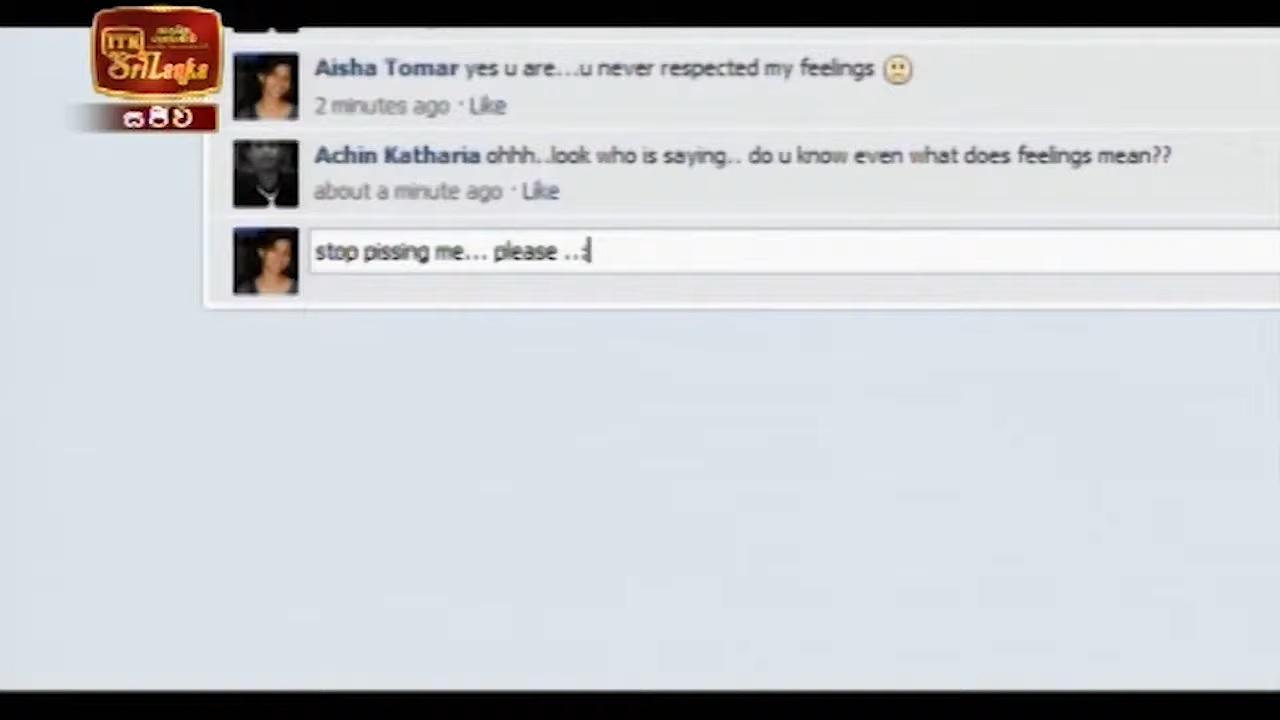 ITN
Sri Lanka
සජිවී
Aisha Tomar yes u are...u never respected my feelings
2 minutes ago · Like
Achin Katharia ohhh..look who is saying.. do u know even what does feelings mean??
about a minute ago · Like
stop pissing me... please ..: